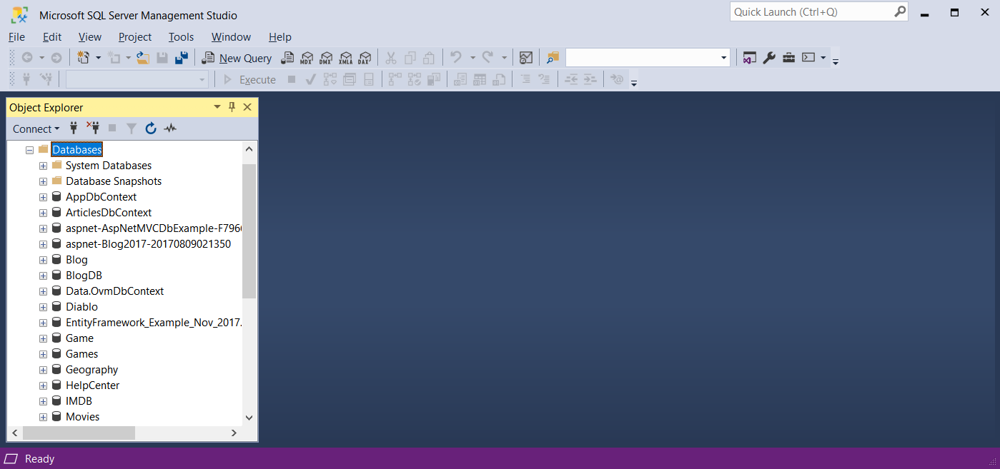 Microsoft SQL Server Management Studio
Quick Launch (Ctrl+Q)
File Edit View Project Tools Window Help
New Query MDX DMX XMLA DAX
Execute
Object Explorer
Connect
Databases
System Databases
Database Snapshots
AppDbContext
ArticlesDbContext
aspnet-AspNetMVCDbExample-F796
aspnet-Blog2017-20170809021350
Blog
BlogDB
Data.OvmDbContext
Diablo
EntityFramework_Example_Nov_2017.
Game
Games
Geography
HelpCenter
IMDB
Movies
Ready